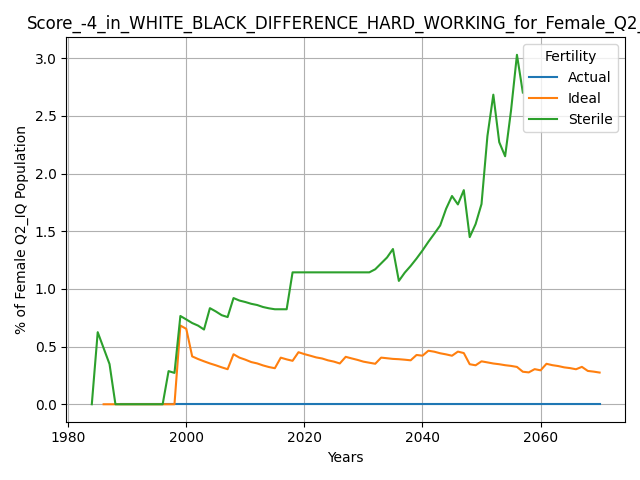 Score_-4_in_WHITE_BLACK_DIFFERENCE_HARD_WORKING_for_Female_Q2_
Fertility
Actual
Ideal
Sterile
% of Female Q2_IQ Population
3.0
2.5
2.0
1.5
1.0
0.5
0.0
1980
2000
2020
2040
2060
Years